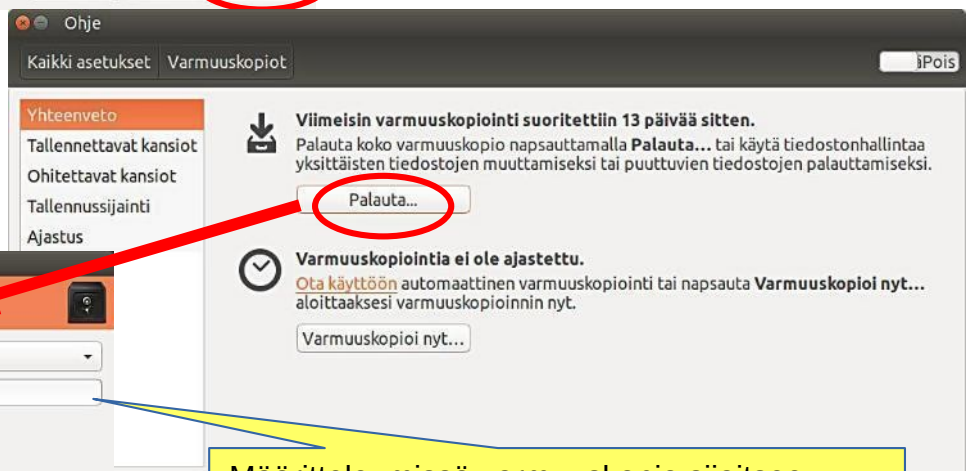 Ohje
Kaikki asetukset Varmuuskopiot
Pois
Yhteenveto
Tallennettavat kansiot
Ohitettavat kansiot
Tallennussijainti
Ajastus
Viimeisin varmuuskopiointi suoritettiin 13 päivää sitten.
Palauta koko varmuuskopio napsauttamalla Palauta... tai käytä tiedostonhallintaa
yksittäisten tiedostojen muuttamiseksi tai puuttuvien tiedostojen palauttamiseksi.
Palauta...
Varmuuskopiointia ei ole ajastettu.
Ota käyttöön automaattinen varmuuskopiointi tai napsauta Varmuuskopioi nyt...
aloittaaksesi varmuuskopioinnin nyt.
Varmuuskopioi nyt...